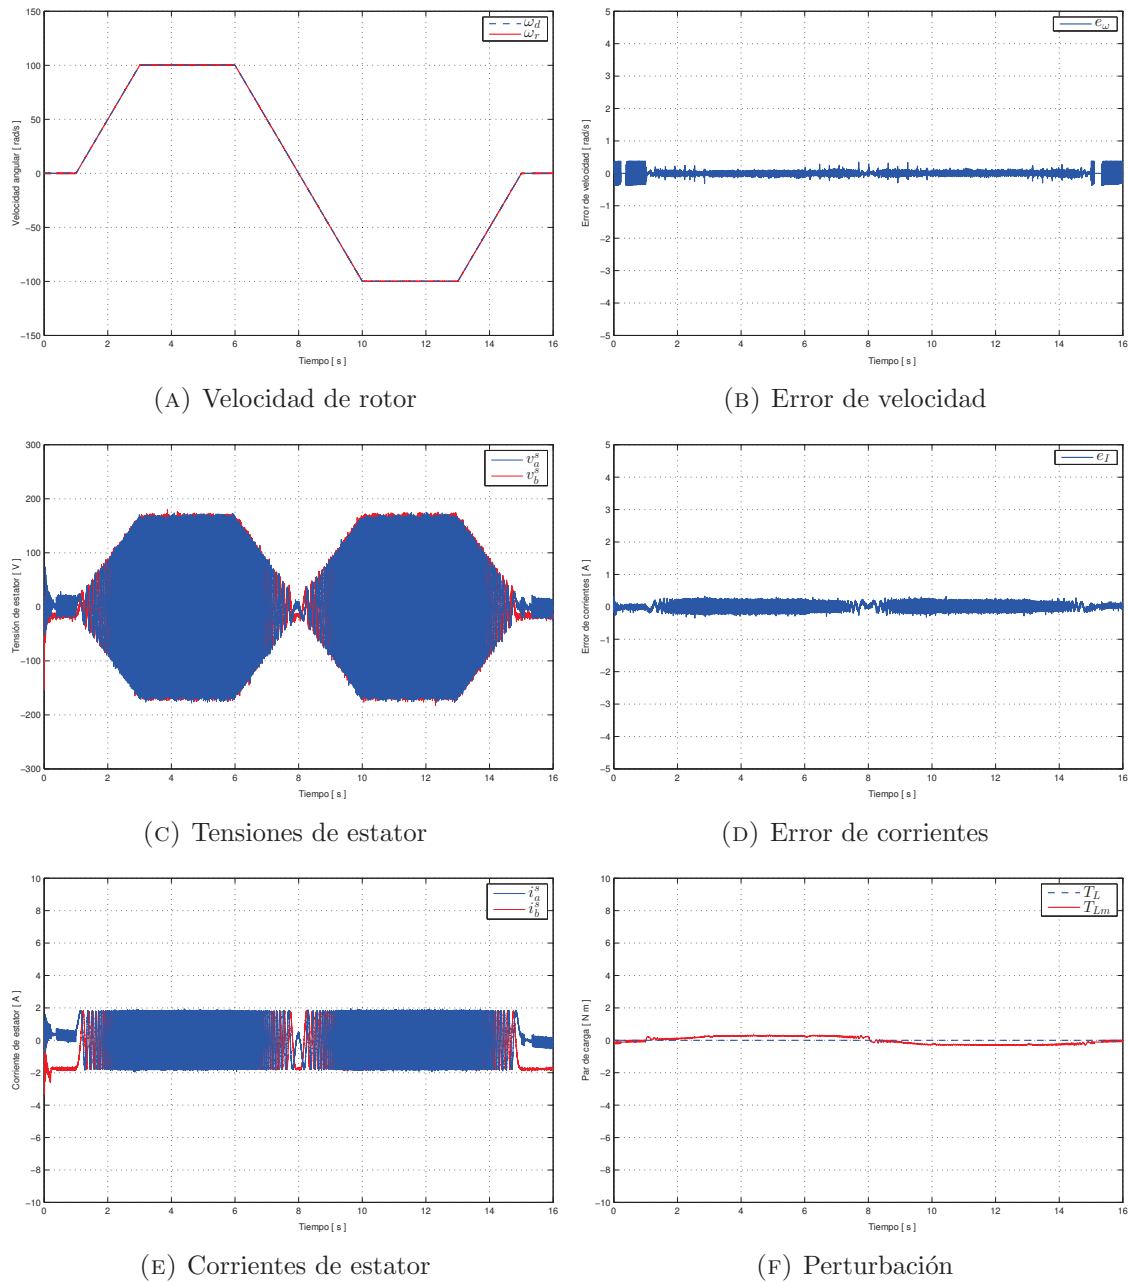 150
100
50
0
−50
−100
−150
0 2 4 6 8 10 12 14 16
Velocidad angular [ rad/s ]
Tiempo [ s ]
ω_d
ω_r
(A) Velocidad de rotor
5
4
3
2
1
0
−1
−2
−3
−4
−5
0 2 4 6 8 10 12 14 16
Error de velocidad [ rad/s ]
Tiempo [ s ]
e_ω
(B) Error de velocidad
300
200
100
0
−100
−200
−300
0 2 4 6 8 10 12 14 16
Tensión de estator [ V ]
Tiempo [ s ]
v_a^s
v_b^s
(C) Tensiones de estator
5
4
3
2
1
0
−1
−2
−3
−4
−5
0 2 4 6 8 10 12 14 16
Error de corrientes [ A ]
Tiempo [ s ]
e_I
(D) Error de corrientes
10
8
6
4
2
0
−2
−4
−6
−8
−10
0 2 4 6 8 10 12 14 16
Corriente de estator [ A ]
Tiempo [ s ]
i_a^s
i_b^s
(E) Corrientes de estator
10
8
6
4
2
0
−2
−4
−6
−8
−10
0 2 4 6 8 10 12 14 16
Par de carga [ N m ]
Tiempo [ s ]
T_L
T_{Lm}
(F) Perturbación